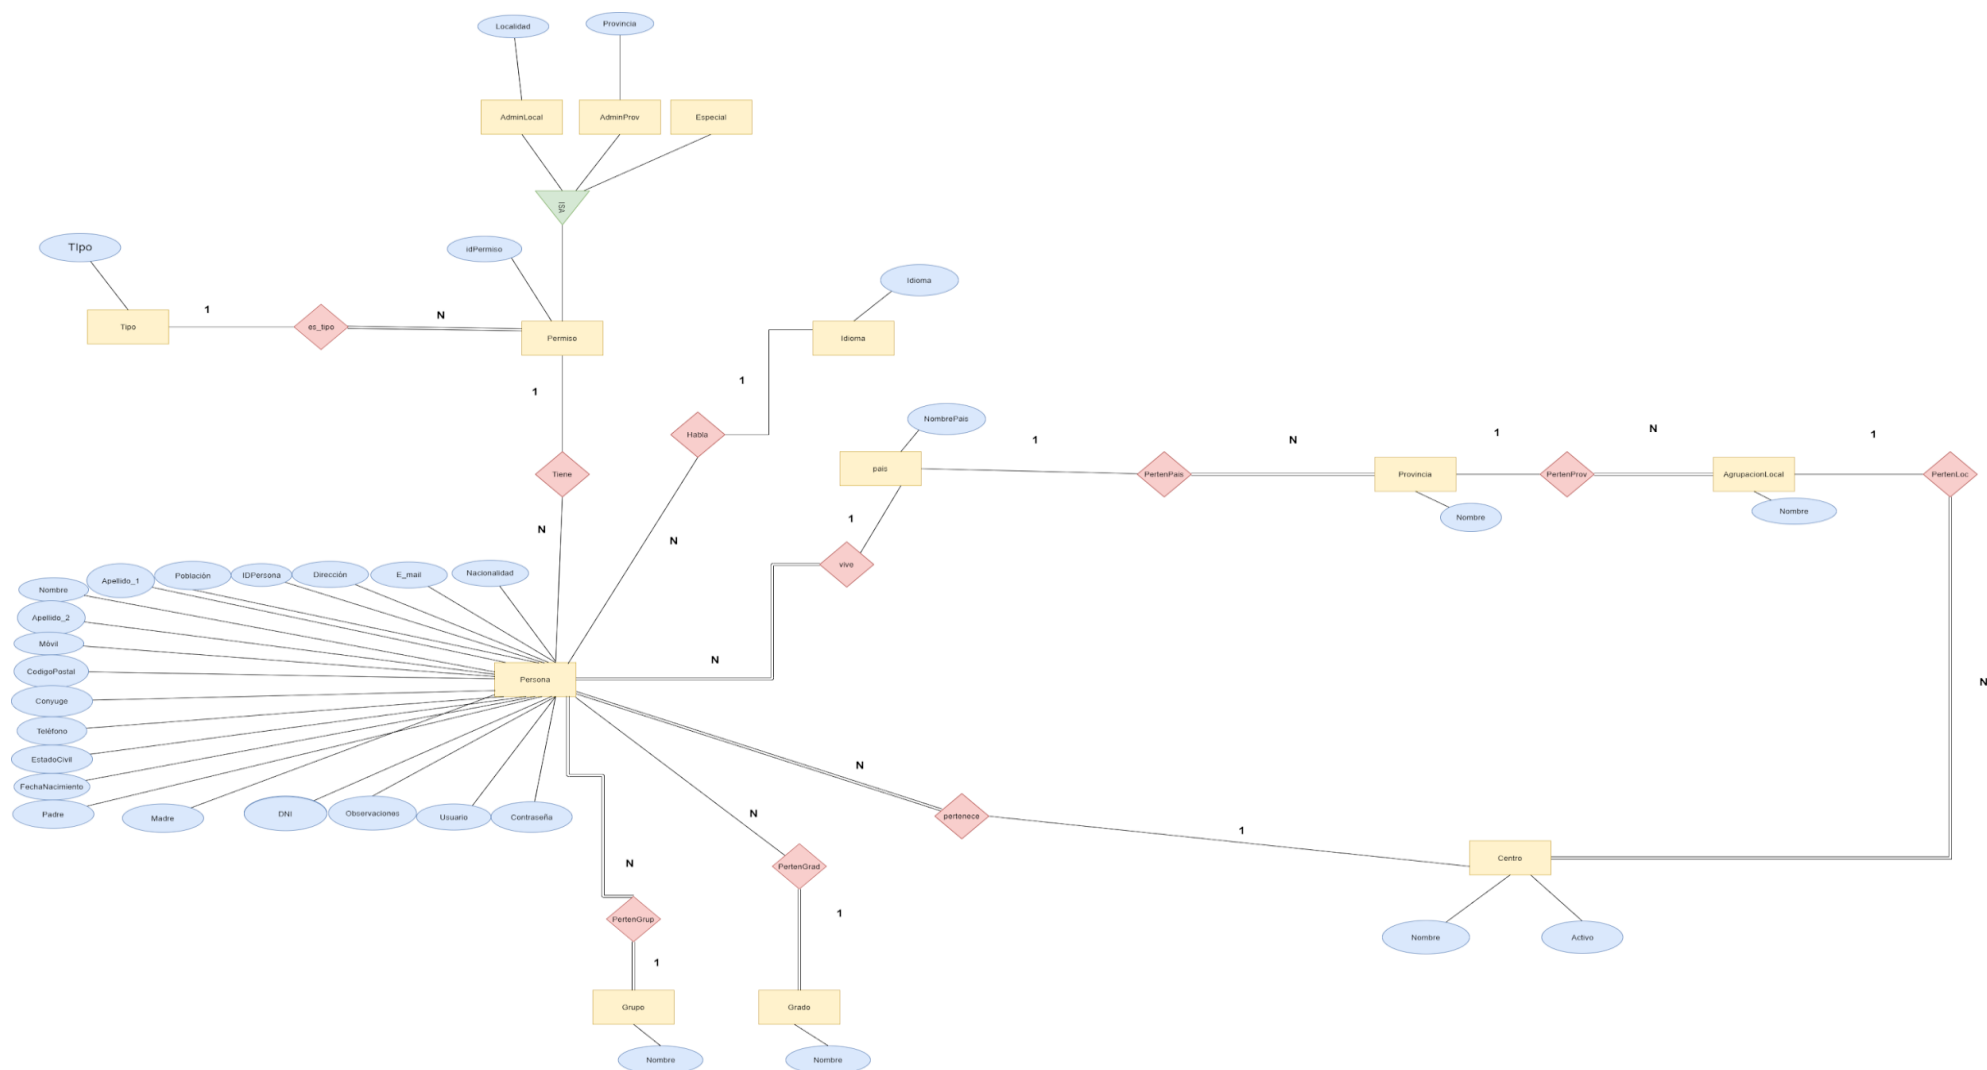 Localidad
Provincia
AdminLocal
AdminProv
Especial
ISA
TIpo
idPermiso
Idioma
1
N
Tipo
es_tipo
Permiso
Idioma
1
1
NombrePais
Habla
1
N
1
N
1
Tiene
pais
PertenPais
Provincia
PertenProv
AgrupacionLocal
PertenLoc
Nombre
Nombre
N
N
1
vive
Nombre
Apellido_1
Población
IDPersona
Dirección
E_mail
Nacionalidad
Apellido_2
Móvil
CodigoPostal
Persona
N
N
Conyuge
Teléfono
EstadoCivil
FechaNacimiento
Padre
Madre
DNI
Observaciones
Usuario
Contraseña
N
N
pertenece
1
N
PertenGrad
Centro
PertenGrup
1
1
Nombre
Activo
Grupo
Grado
Nombre
Nombre